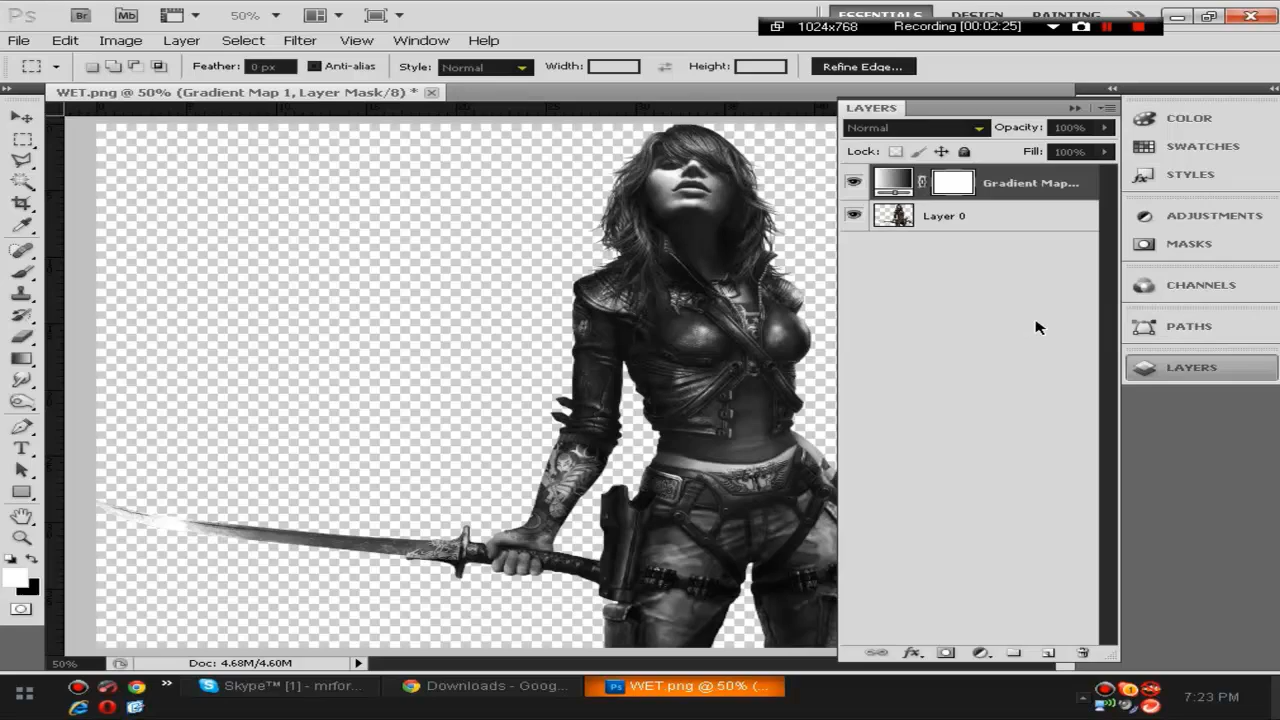 Ps Br Mb 50% ESSENTIALS DESIGN PAINTING
1024x768 Recording [00:02:25]
File Edit Image Layer Select Filter View Window Help
Feather: 0 px Anti-alias Style: Normal Width: Height: Refine Edge...
WET.png @ 50% (Gradient Map 1, Layer Mask/8) *
LAYERS
Normal Opacity: 100%
Lock: Fill: 100%
Gradient Map...
Layer 0
COLOR
SWATCHES
STYLES
ADJUSTMENTS
MASKS
CHANNELS
PATHS
LAYERS
50% Doc: 4.68M/4.60M
Skype™ [1] - mrfor... Downloads - Goog... WET.png @ 50% (...
7:23 PM